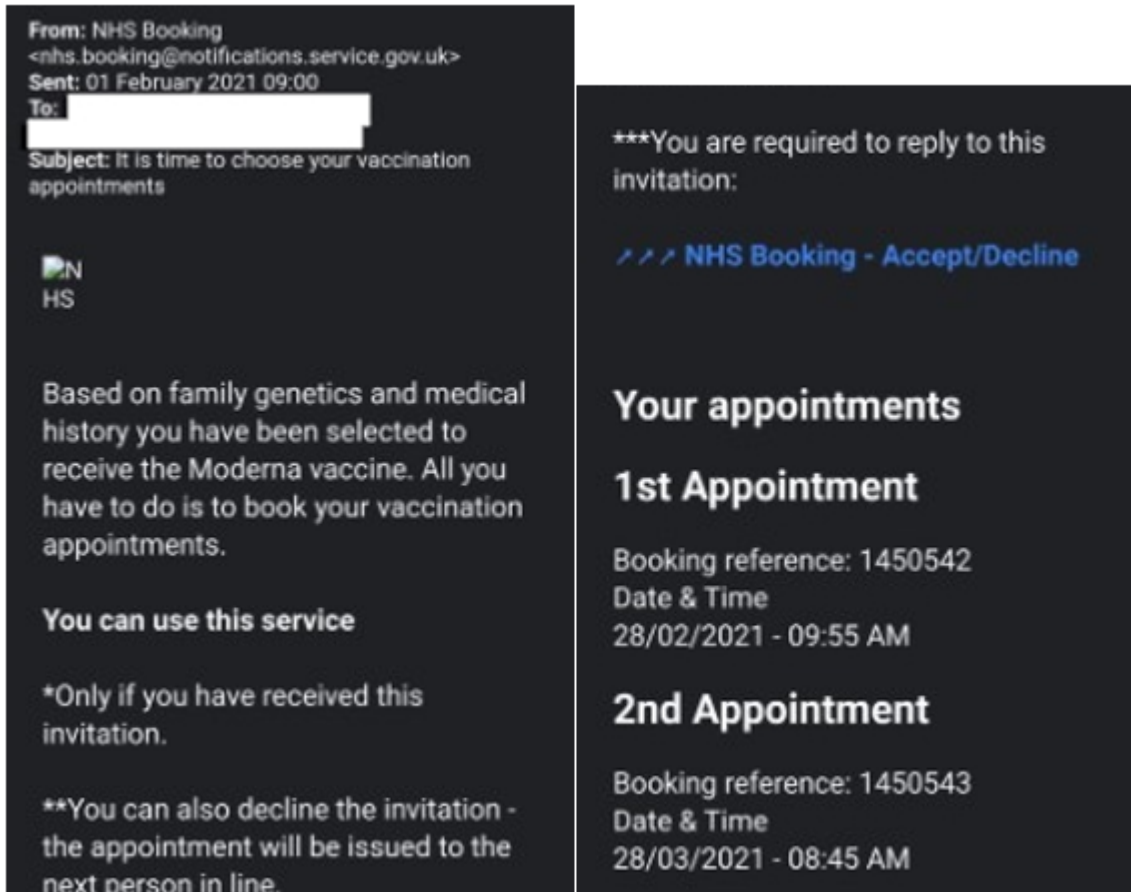 From: NHS Booking
<nhs.booking@notifications.service.gov.uk>
Sent: 01 February 2021 09:00
To:
Subject: It is time to choose your vaccination
appointments
N
HS
Based on family genetics and medical
history you have been selected to
receive the Moderna vaccine. All you
have to do is to book your vaccination
appointments.
You can use this service
*Only if you have received this
invitation.
**You can also decline the invitation -
the appointment will be issued to the
next person in line.
***You are required to reply to this
invitation:
↗↗↗ NHS Booking - Accept/Decline
Your appointments
1st Appointment
Booking reference: 1450542
Date & Time
28/02/2021 - 09:55 AM
2nd Appointment
Booking reference: 1450543
Date & Time
28/03/2021 - 08:45 AM